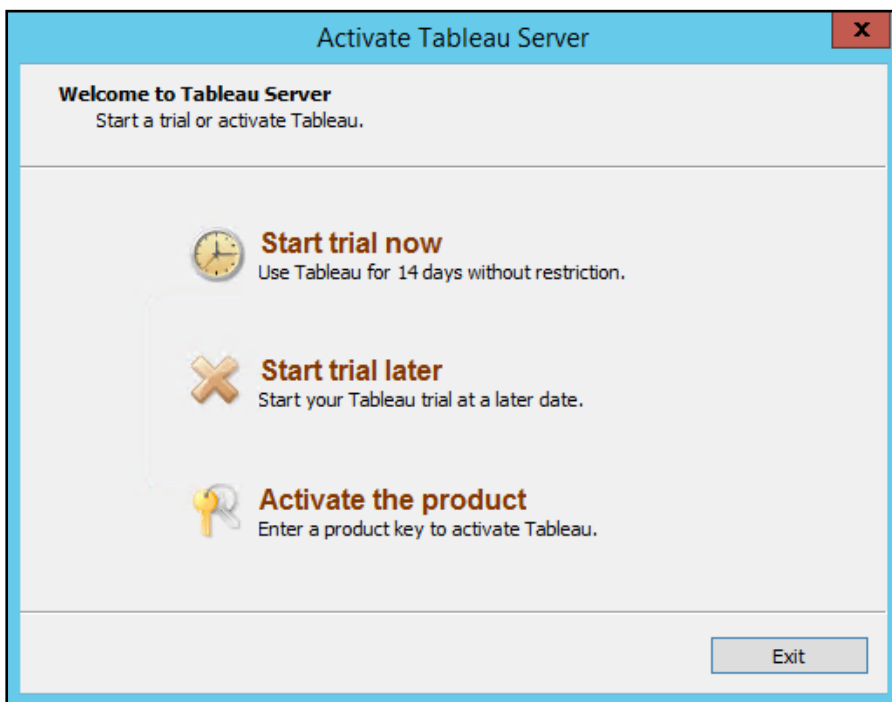 Activate Tableau Server
x
Welcome to Tableau Server
Start a trial or activate Tableau.
Start trial now
Use Tableau for 14 days without restriction.
Start trial later
Start your Tableau trial at a later date.
Activate the product
Enter a product key to activate Tableau.
Exit